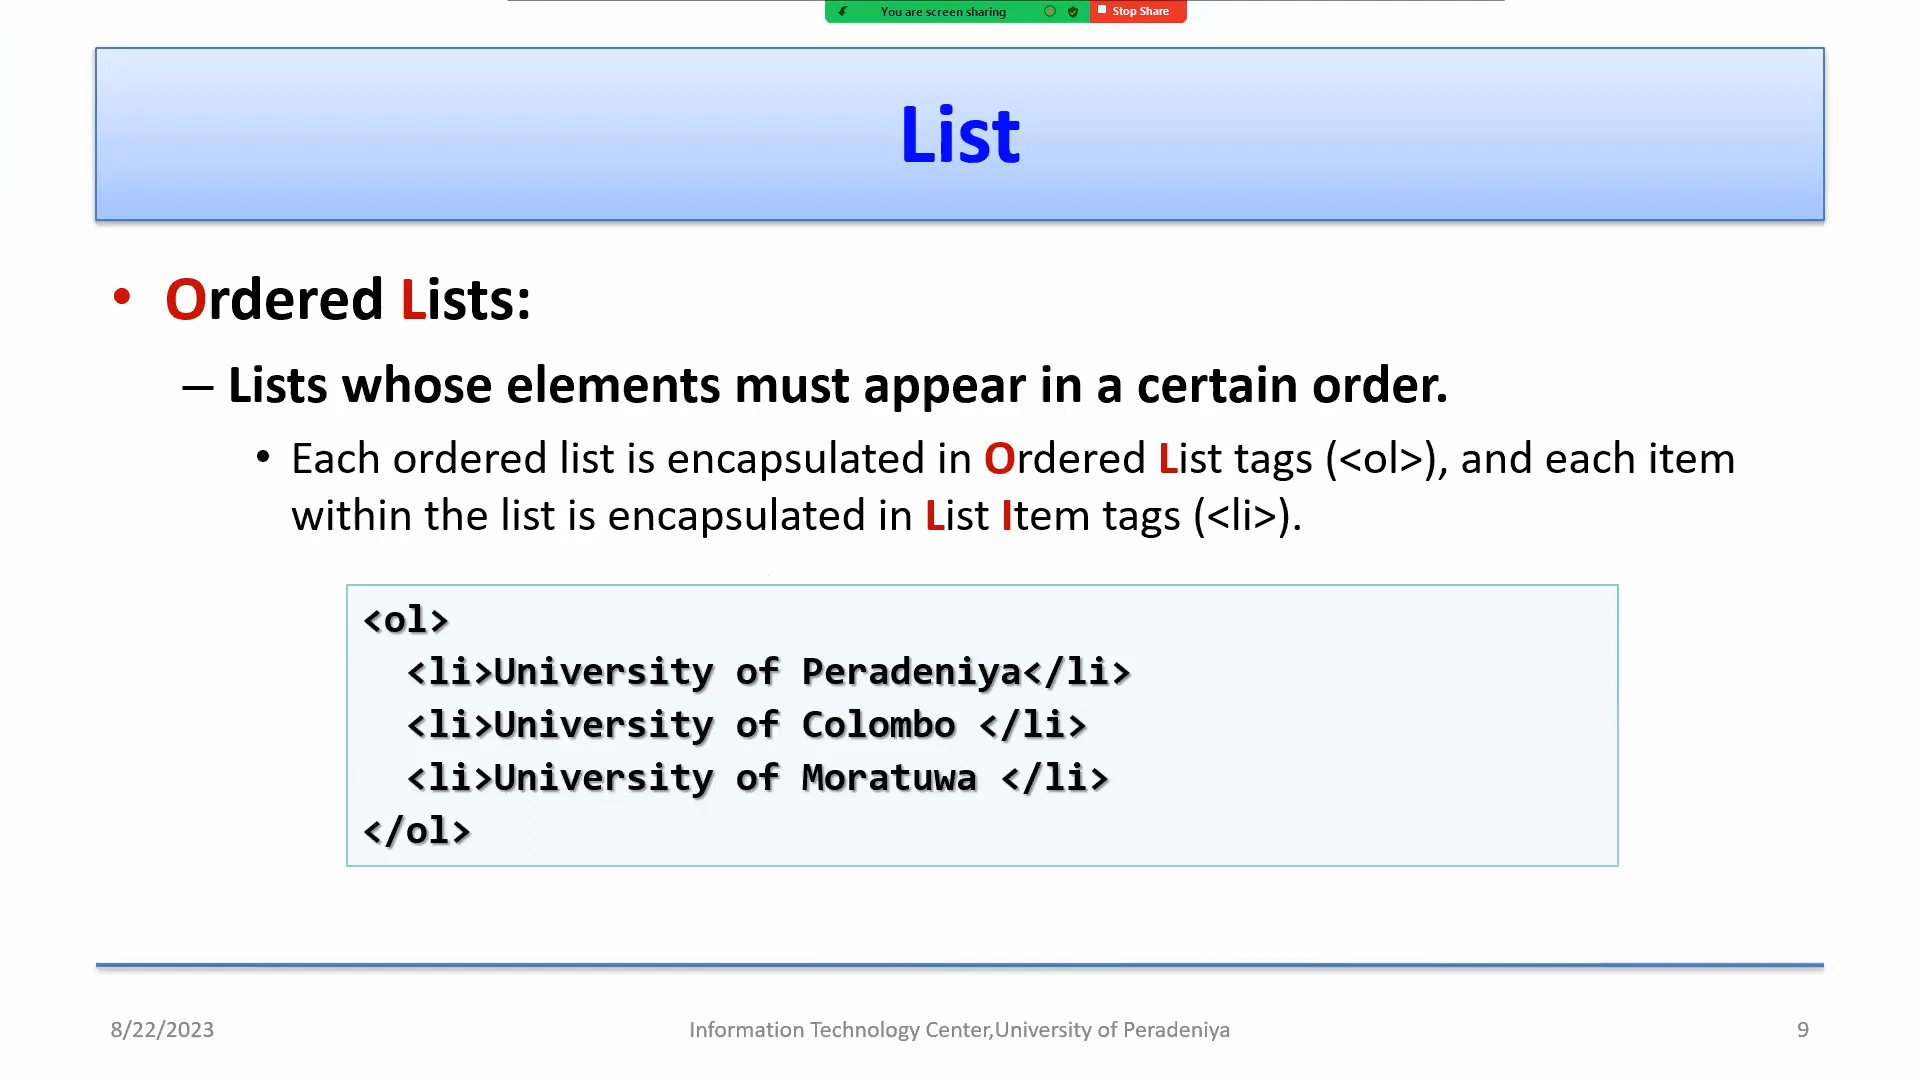 You are screen sharing Stop Share
List
• Ordered Lists:
– Lists whose elements must appear in a certain order.
• Each ordered list is encapsulated in Ordered List tags (<ol>), and each item
within the list is encapsulated in List Item tags (<li>).
<ol>
<li>University of Peradeniya</li>
<li>University of Colombo </li>
<li>University of Moratuwa </li>
</ol>
8/22/2023 Information Technology Center,University of Peradeniya 9